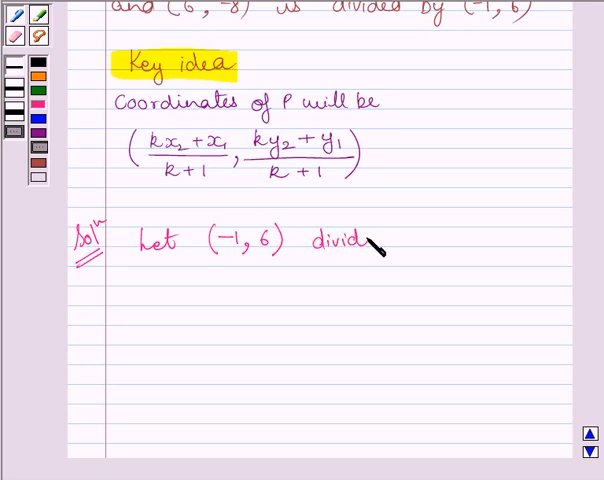 and (6, -8) is divided by (-1, 6)
Key idea
Coordinates of P will be
( kx₂ + x₁ / k + 1 , ky₂ + y₁ / k + 1 )
Solⁿ Let (-1, 6) divid